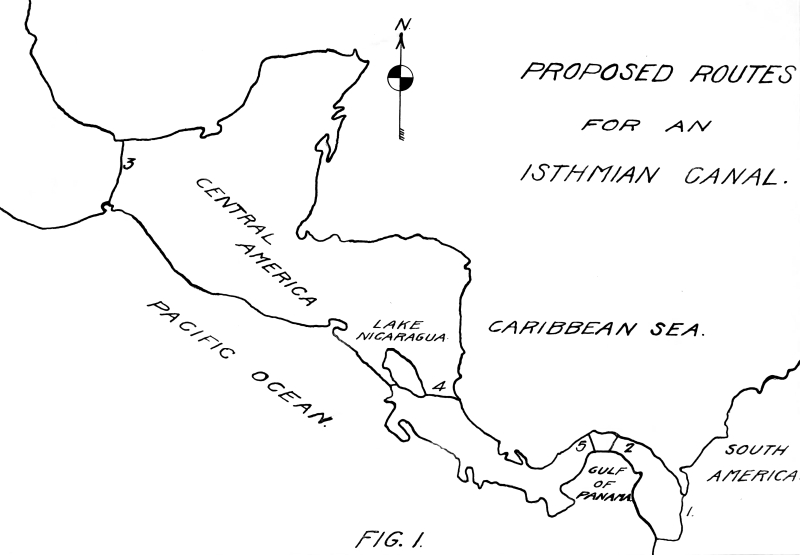 N.
PROPOSED ROUTES
FOR AN
ISTHMIAN CANAL.
3
CENTRAL
AMERICA
PACIFIC OCEAN.
LAKE
NICARAGUA
CARIBBEAN SEA.
4
5
2
GULF
OF
PANAMA
SOUTH
AMERICA
1.
FIG. 1.